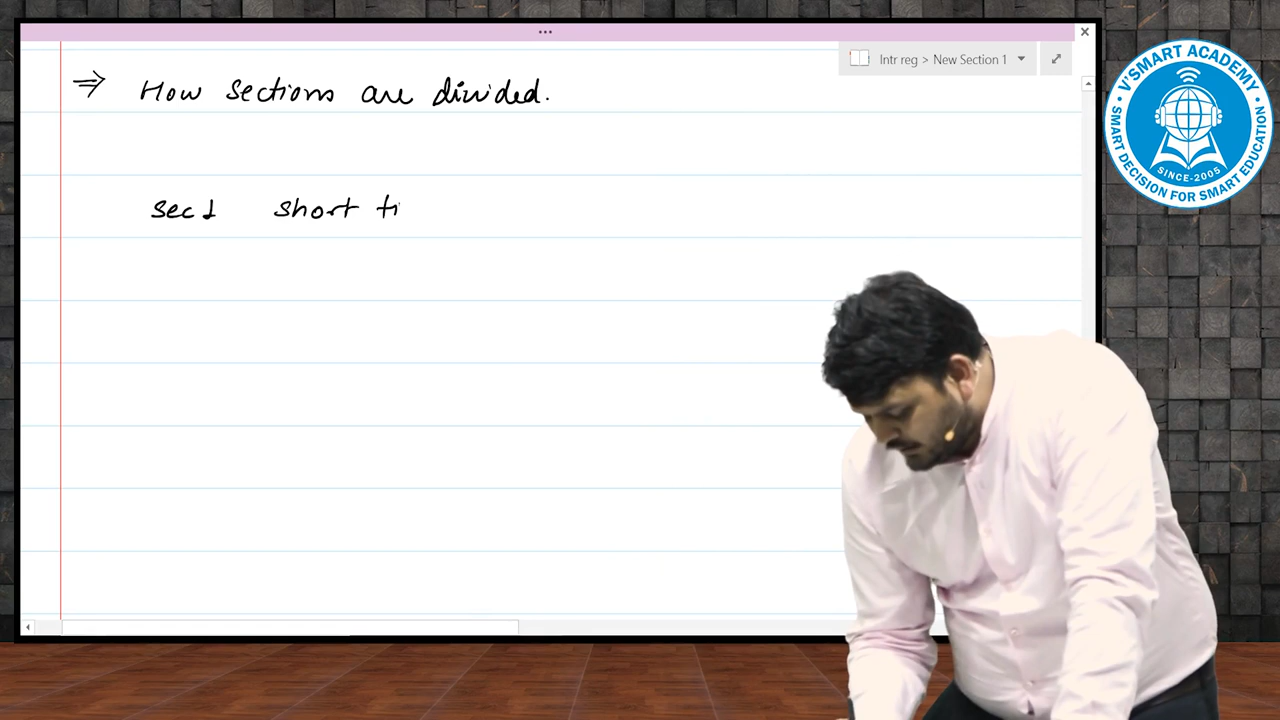 Intr reg > New Section 1
⇒ How sections are divided.
sec 1 short ti
V'SMART ACADEMY
SINCE-2005
SMART DECISION FOR SMART EDUCATION